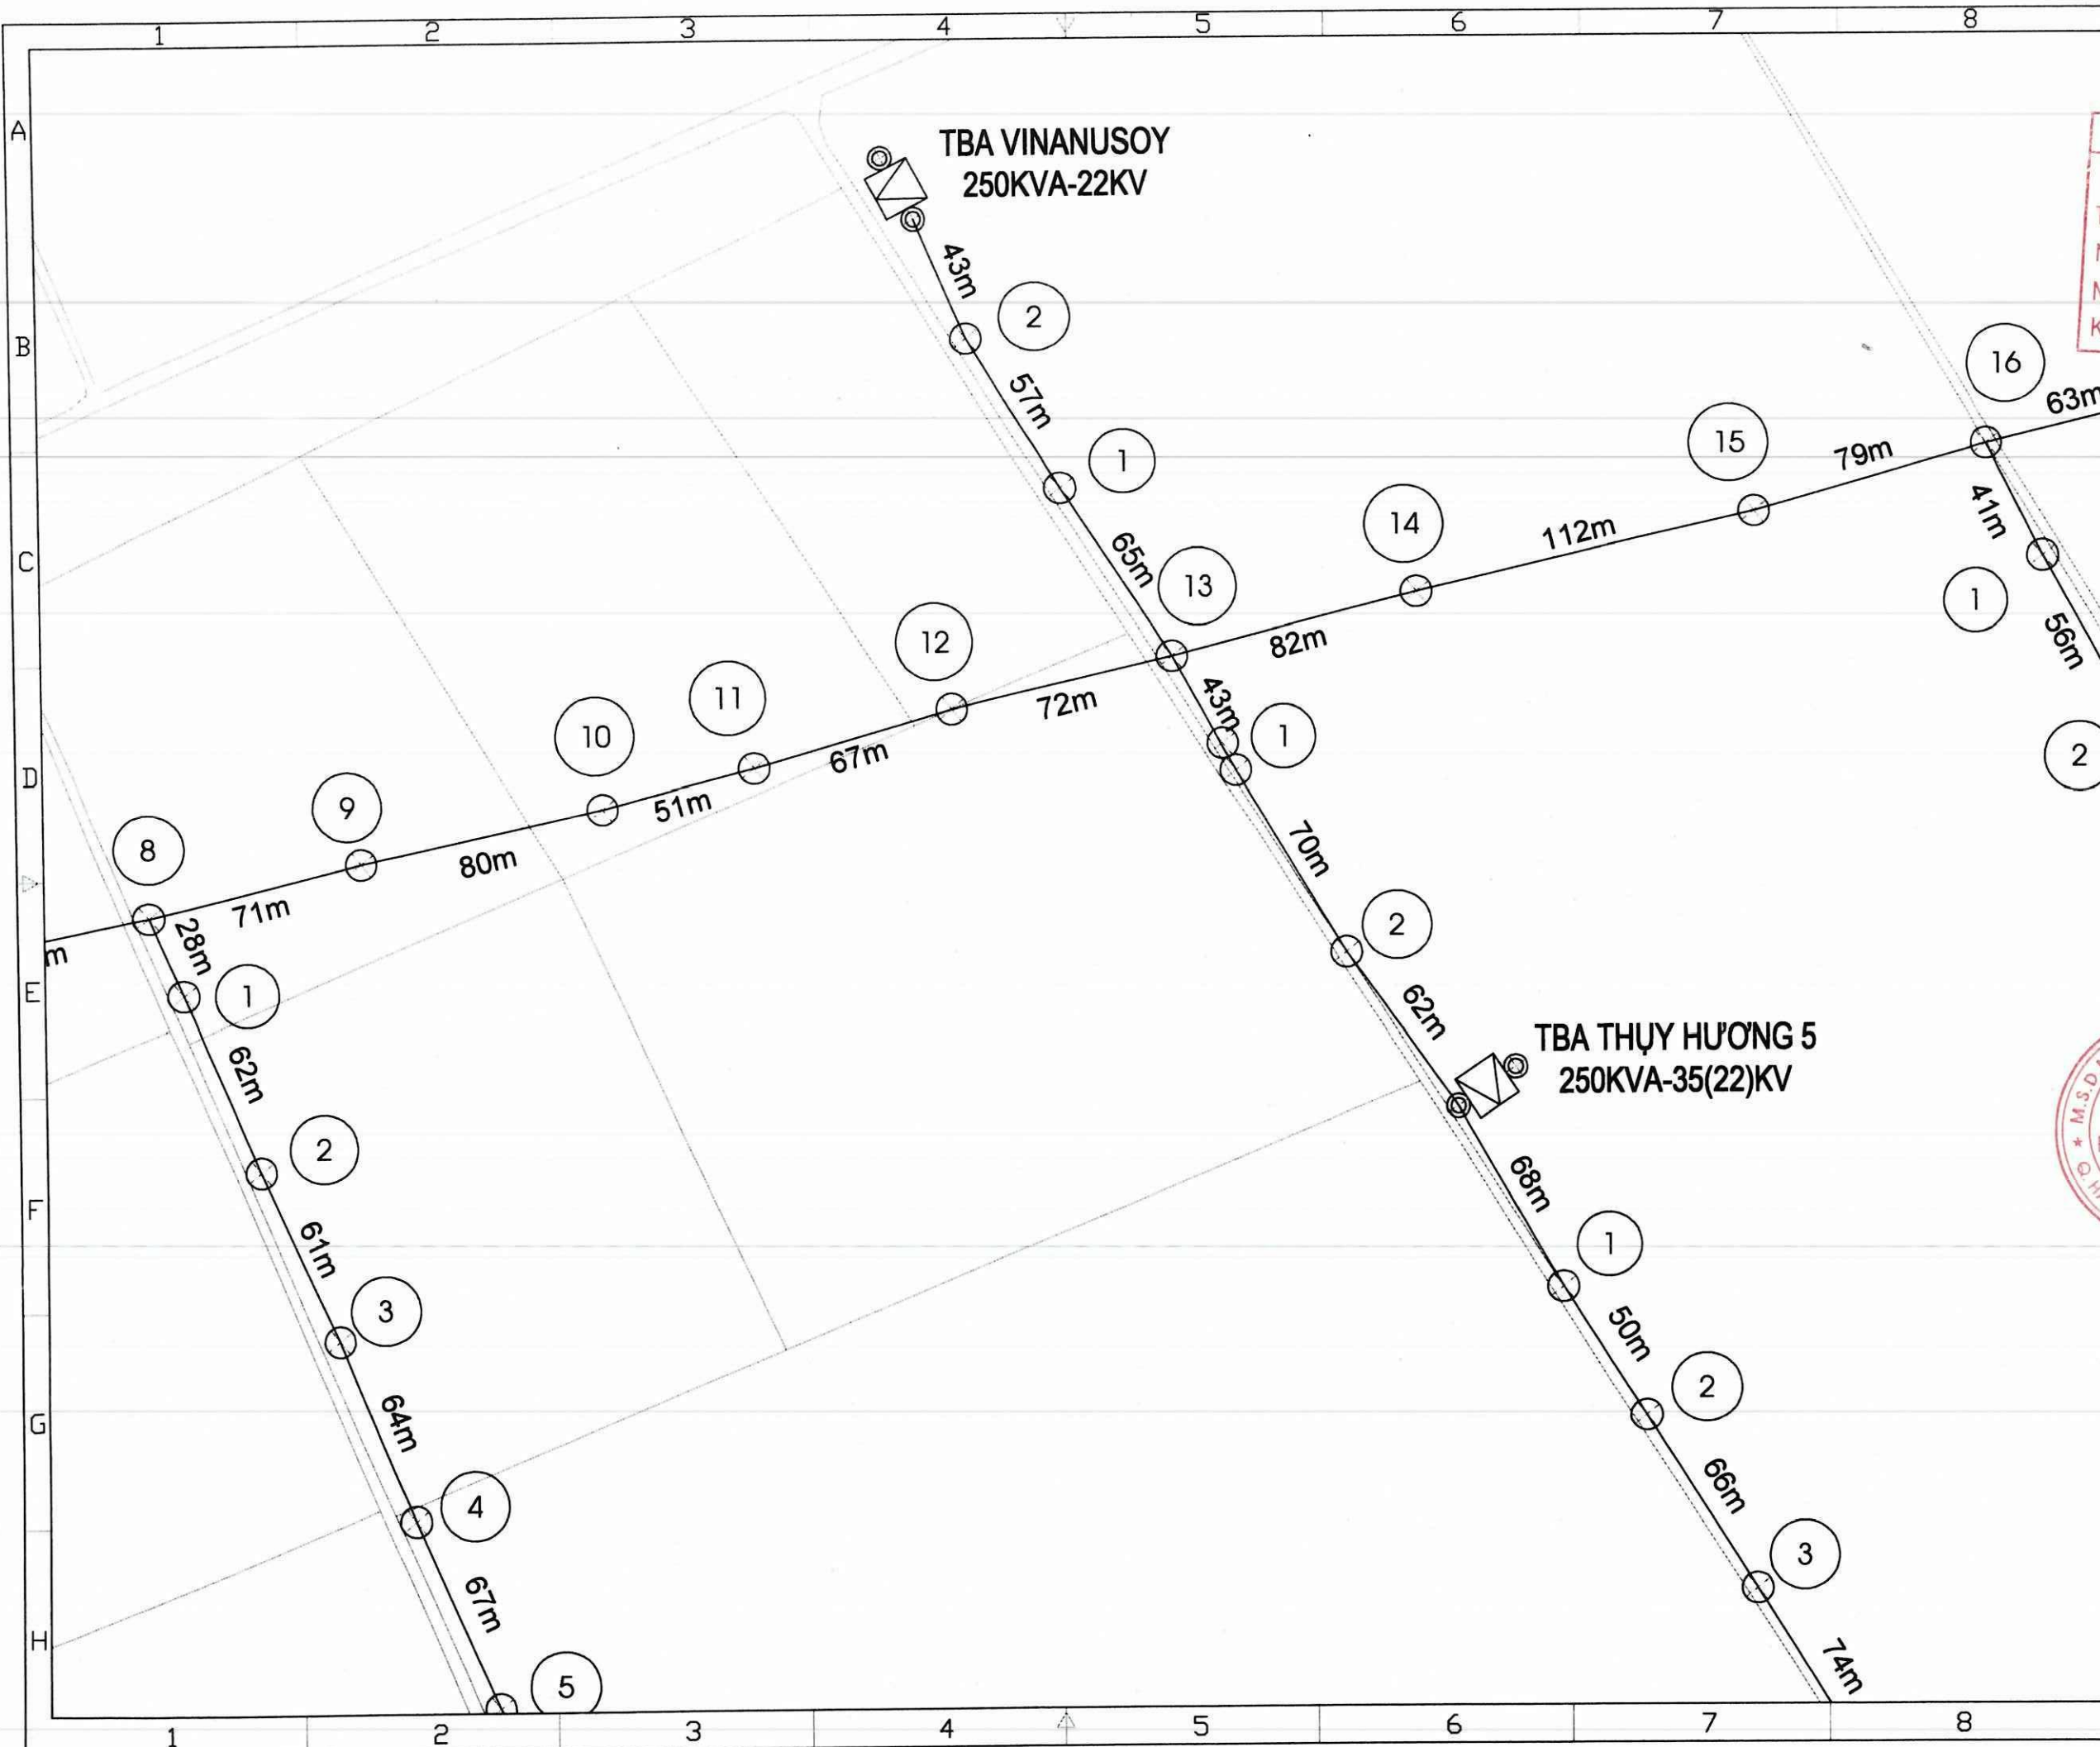 1 2 3 4 5 6 7 8
A
TBA VINANUSOY
250KVA-22KV
43m
2
B
16
57m
63m
1
15
79m
14
41m
112m
C
65m
13
1
12
82m
56m
11
72m
43m
1
10
67m
2
D
51m
9
8
80m
70m
71m
2
28m
m
E
1
62m
TBA THỤY HƯƠNG 5
250KVA-35(22)KV
62m
M.S.D
2
68m
F
61m
1
3
50m
2
64m
G
66m
4
3
67m
H
74m
5
1 2 3 4 5 6 7 8